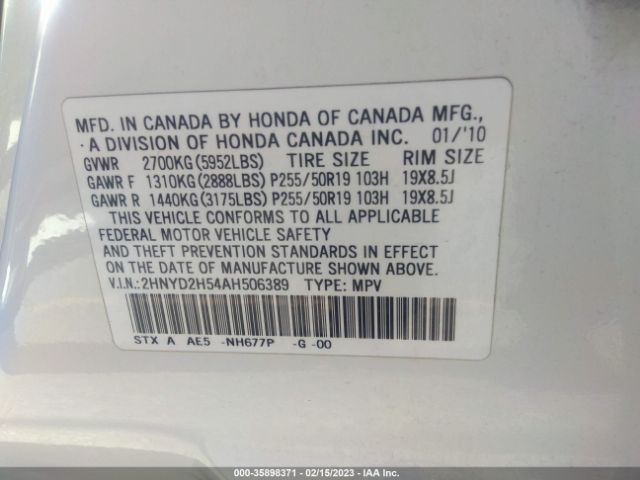 MFD. IN CANADA BY HONDA OF CANADA MFG.,
A DIVISION OF HONDA CANADA INC. 01/'10
GVWR 2700KG(5952LBS) TIRE SIZE RIM SIZE
GAWR F 1310KG(2888LBS) P255/50R19 103H 19X8.5J
GAWR R 1440KG(3175LBS) P255/50R19 103H 19X8.5J
THIS VEHICLE CONFORMS TO ALL APPLICABLE
FEDERAL MOTOR VEHICLE SAFETY
AND THEFT PREVENTION STANDARDS IN EFFECT
ON THE DATE OF MANUFACTURE SHOWN ABOVE.
V.I.N.:2HNYD2H54AH506389 TYPE: MPV
STX A AE5 -NH677P -G -00
000-35898371 - 02/15/2023 - IAA Inc.